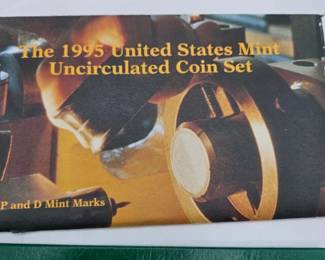 The 1995 United States Mint
Uncirculated Coin Set
P and D Mint Marks